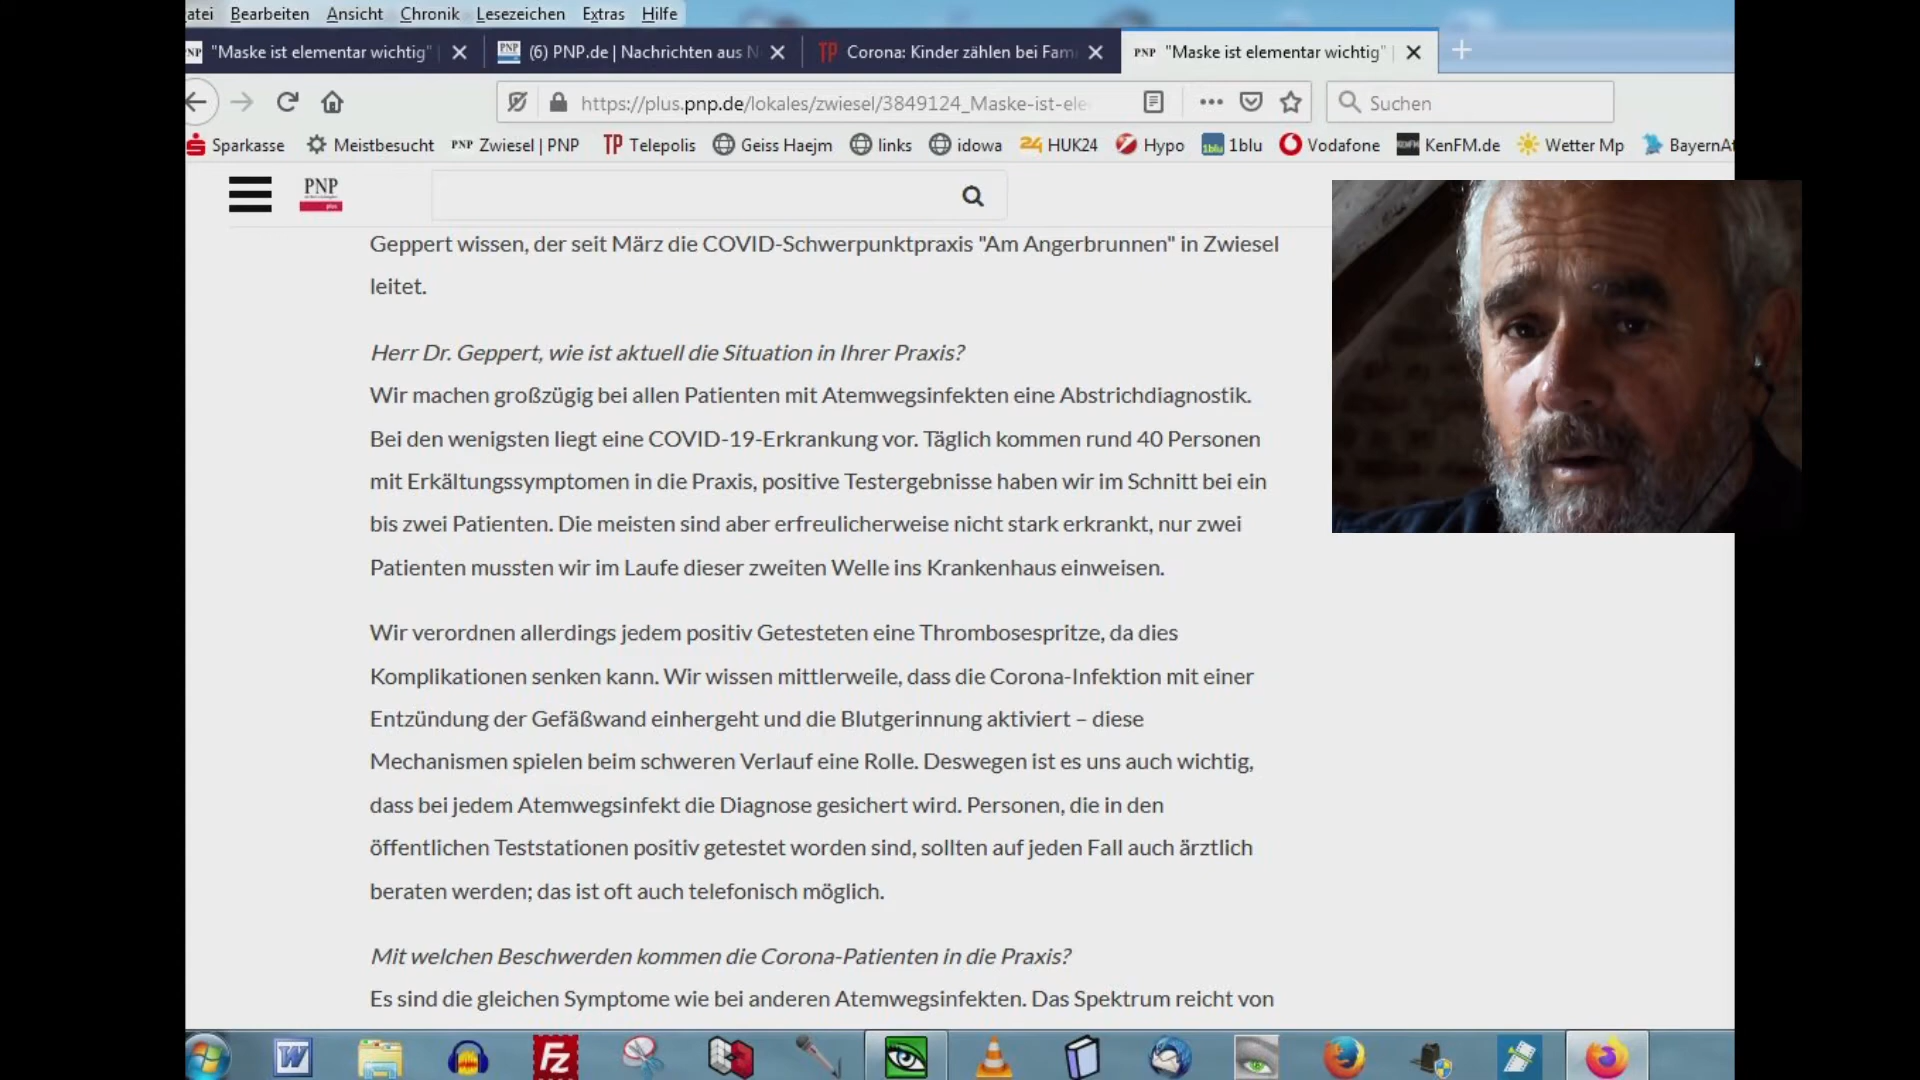 atei Bearbeiten Ansicht Chronik Lesezeichen Extras Hilfe
PNP "Maske ist elementar wichtig" | PNP (6) PNP.de | Nachrichten aus N TP Corona: Kinder zählen bei Fam PNP "Maske ist elementar wichtig" |
https://plus.pnp.de/lokales/zwiesel/3849124_Maske-ist-ele Suchen
Sparkasse Meistbesucht PNP Zwiesel | PNP TP Telepolis Geiss Haejm links idowa 24 HUK24 Hypo 1blu 1blu Vodafone KENFM KenFM.de Wetter Mp BayernAt
PNP
plus
Geppert wissen, der seit März die COVID-Schwerpunktpraxis "Am Angerbrunnen" in Zwiesel
leitet.
Herr Dr. Geppert, wie ist aktuell die Situation in Ihrer Praxis?
Wir machen großzügig bei allen Patienten mit Atemwegsinfekten eine Abstrichdiagnostik.
Bei den wenigsten liegt eine COVID-19-Erkrankung vor. Täglich kommen rund 40 Personen
mit Erkältungssymptomen in die Praxis, positive Testergebnisse haben wir im Schnitt bei ein
bis zwei Patienten. Die meisten sind aber erfreulicherweise nicht stark erkrankt, nur zwei
Patienten mussten wir im Laufe dieser zweiten Welle ins Krankenhaus einweisen.
Wir verordnen allerdings jedem positiv Getesteten eine Thrombosespritze, da dies
Komplikationen senken kann. Wir wissen mittlerweile, dass die Corona-Infektion mit einer
Entzündung der Gefäßwand einhergeht und die Blutgerinnung aktiviert – diese
Mechanismen spielen beim schweren Verlauf eine Rolle. Deswegen ist es uns auch wichtig,
dass bei jedem Atemwegsinfekt die Diagnose gesichert wird. Personen, die in den
öffentlichen Teststationen positiv getestet worden sind, sollten auf jeden Fall auch ärztlich
beraten werden; das ist oft auch telefonisch möglich.
Mit welchen Beschwerden kommen die Corona-Patienten in die Praxis?
Es sind die gleichen Symptome wie bei anderen Atemwegsinfekten. Das Spektrum reicht von
W Fz